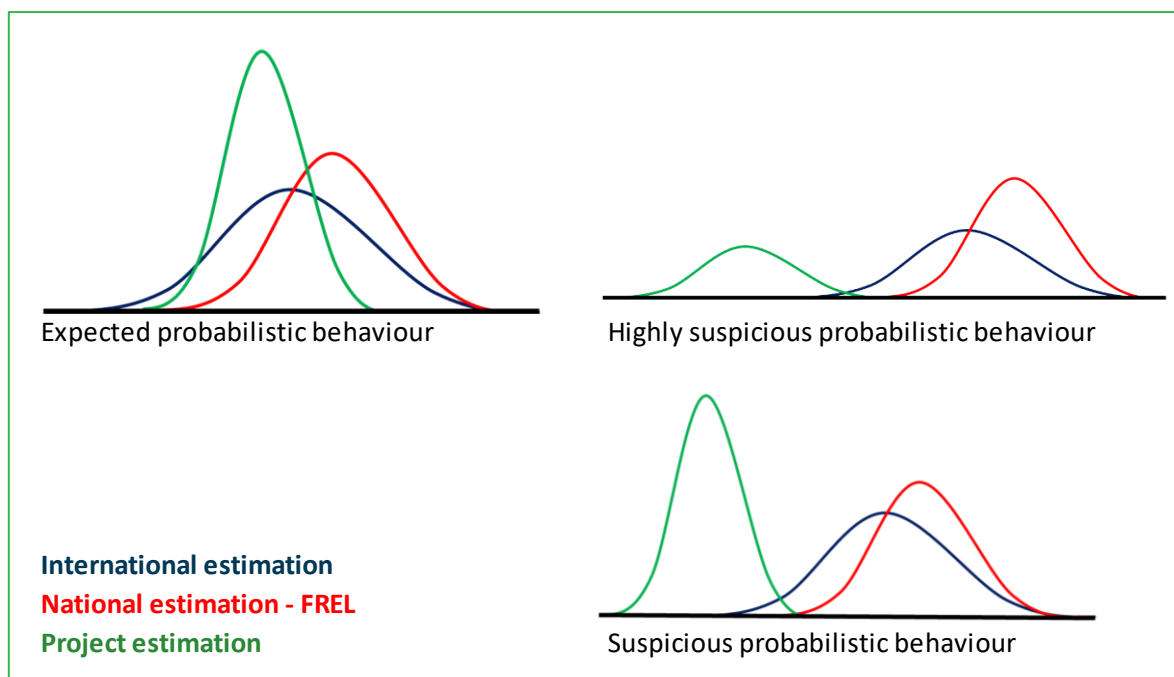 Expected probabilistic behaviour
Highly suspicious probabilistic behaviour
International estimation
National estimation - FREL
Project estimation
Suspicious probabilistic behaviour